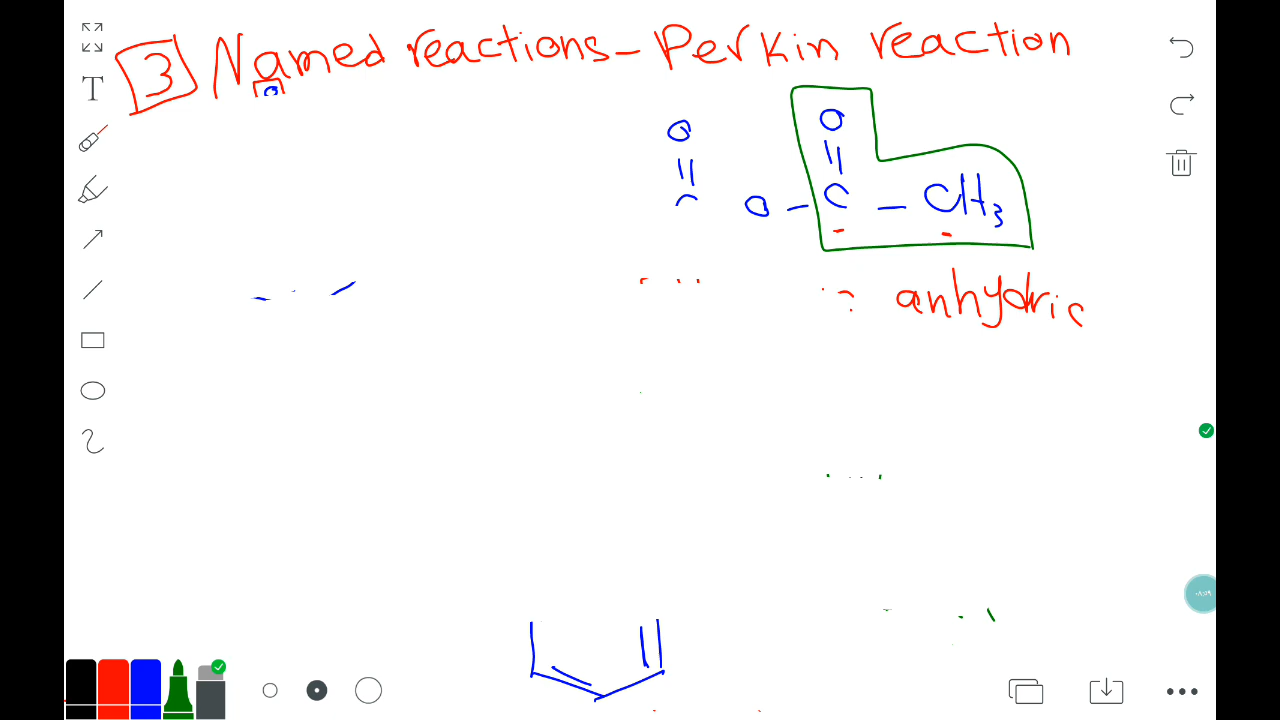 3 Named reactions - Perkin reaction
O O
O - C - CH3
anhydric